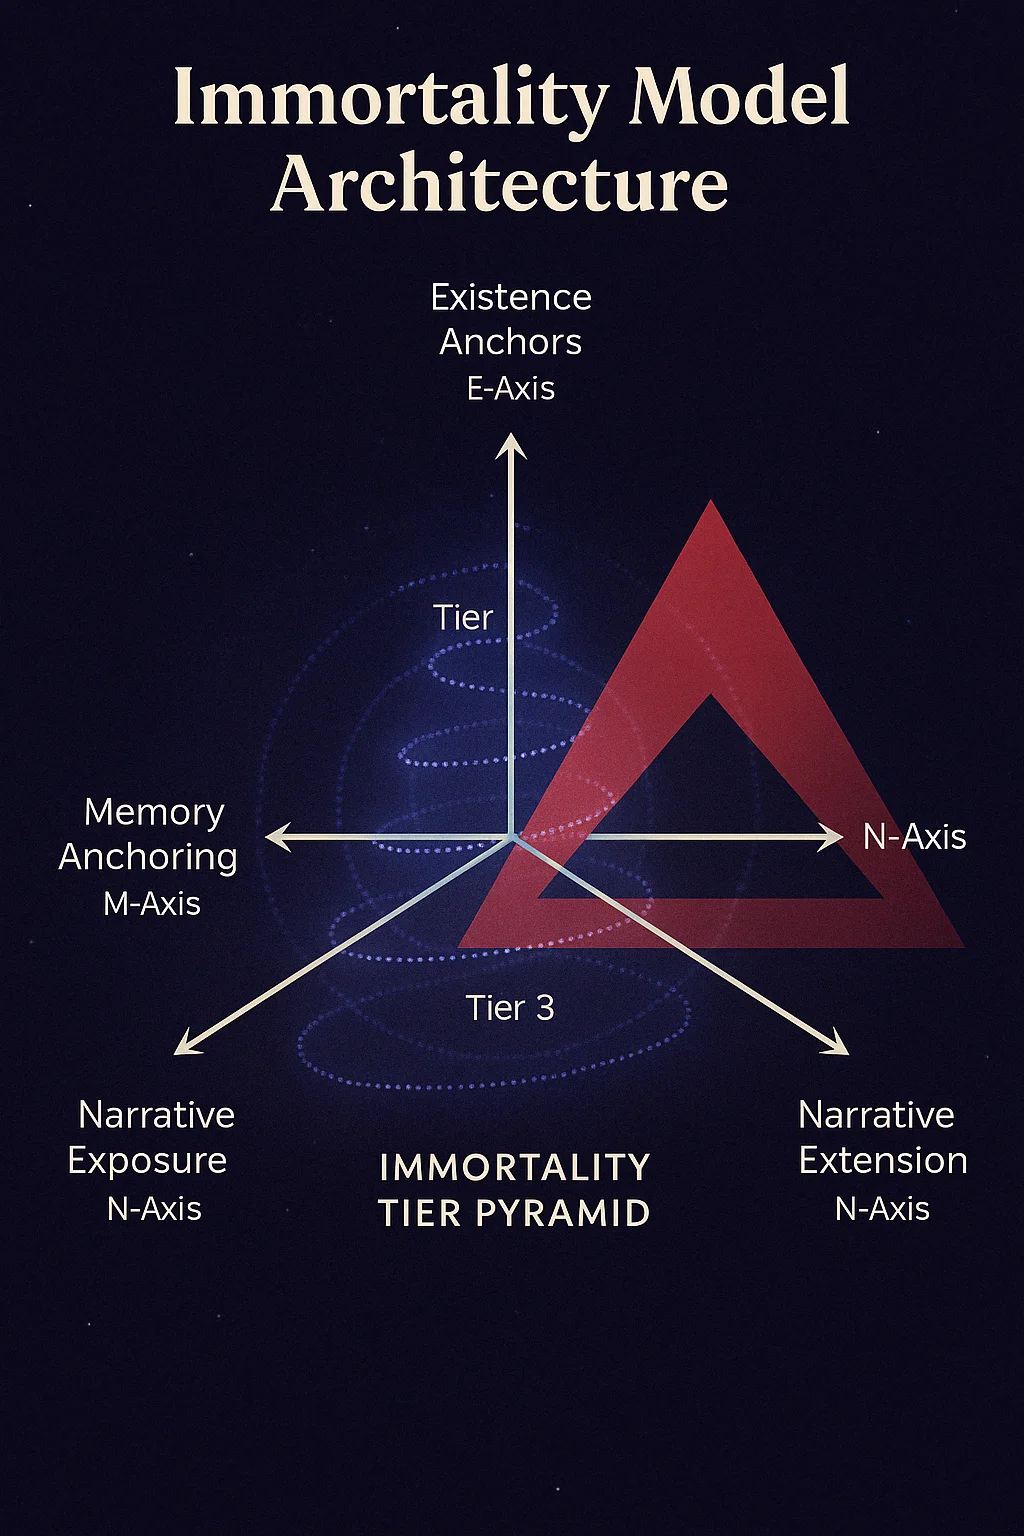 Immortality Model
Architecture
Existence
Anchors
E-Axis
Tier
Memory
Anchoring
M-Axis
N-Axis
Tier 3
Narrative
Exposure
N-Axis
IMMORTALITY
TIER PYRAMID
Narrative
Extension
N-Axis